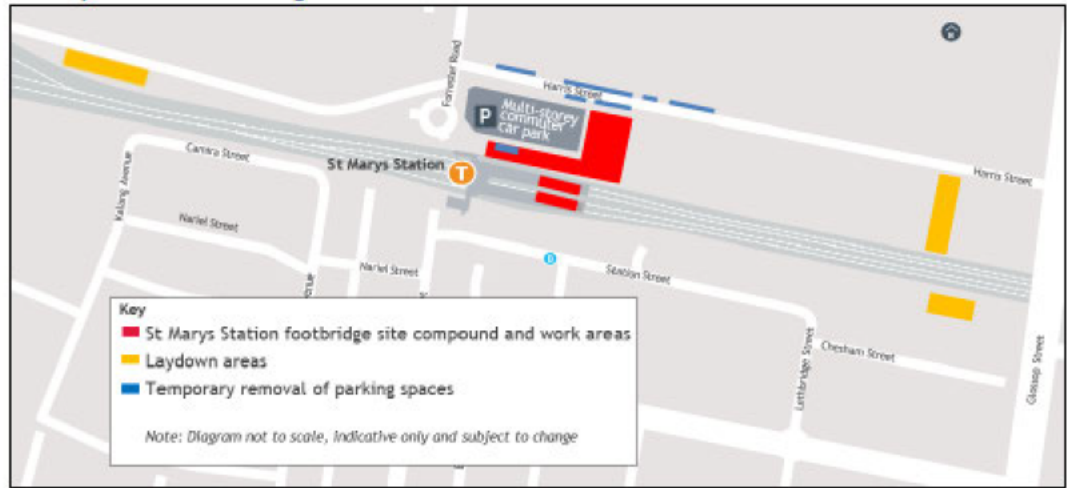 Forrester Road
Harris Street
P
Multi-storey
commuter
car park
Camira Street
St Marys Station
T
Harris Street
Kalang Avenue
Nariel Street
B
Nariel Street
Station Street
Key
St Marys Station footbridge site compound and work areas
Laydown areas
Temporary removal of parking spaces
Note: Diagram not to scale, indicative only and subject to change
Lethbridge Street
Chesham Street
Glossop Street